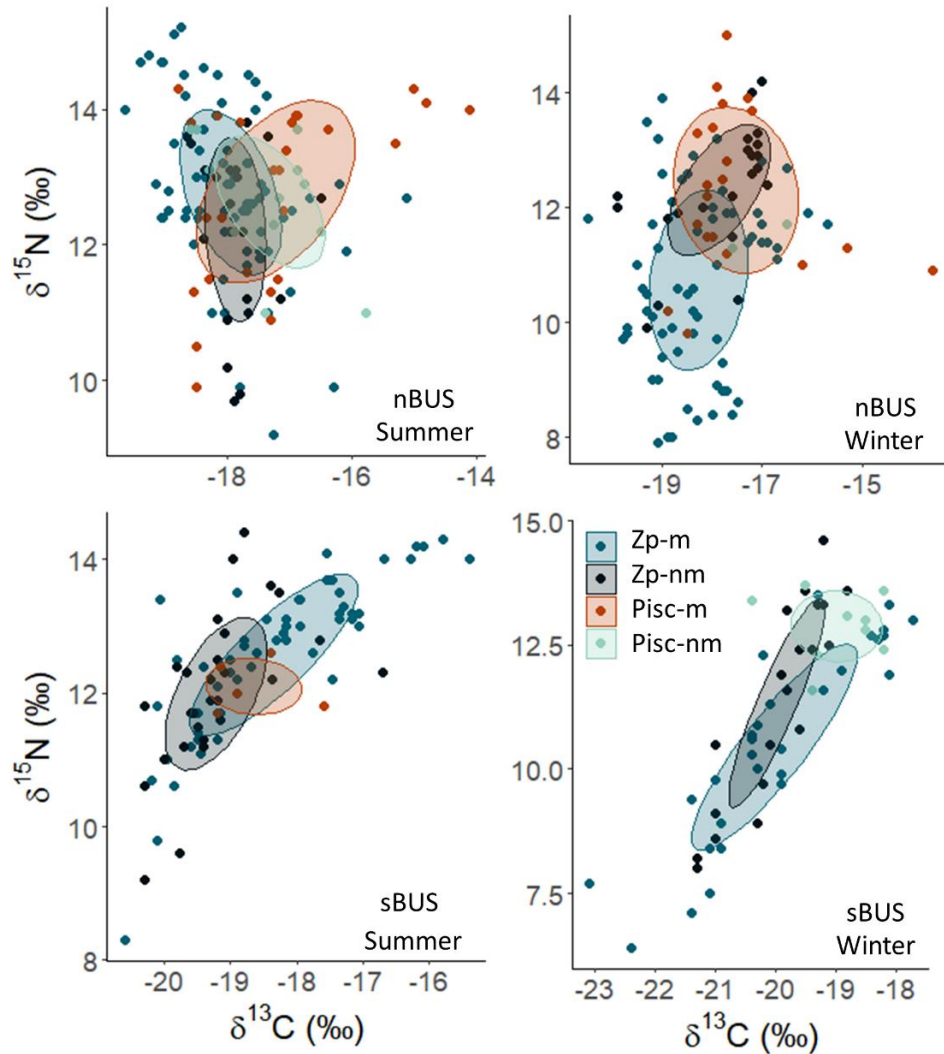 δ15N (‰)
14
12
10
-18
-16
-14
nBUS
Summer
14
12
10
8
-19
-17
-15
nBUS
Winter
δ15N (‰)
14
12
10
8
-20
-19
-18
-17
-16
δ13C (‰)
sBUS
Summer
15.0
12.5
10.0
7.5
-23
-22
-21
-20
-19
-18
δ13C (‰)
Zp-m
Zp-nm
Pisc-m
Pisc-nm
sBUS
Winter